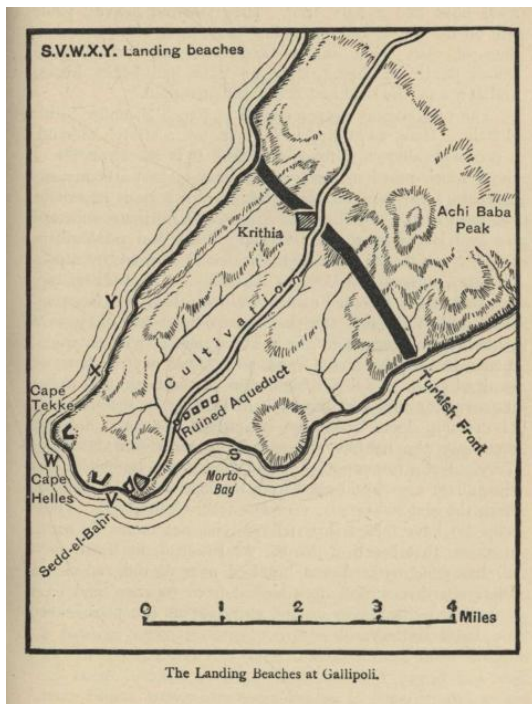 S.V.W.X.Y. Landing beaches
Achi Baba
Peak
Krithia
Y
Cultivation
X
Cape
Tekke
Ruined Aqueduct
Turkish Front
W
S
Cape
Helles
V
Morto
Bay
Sedd-el-Bahr
0 1 2 3 4 Miles
The Landing Beaches at Gallipoli.